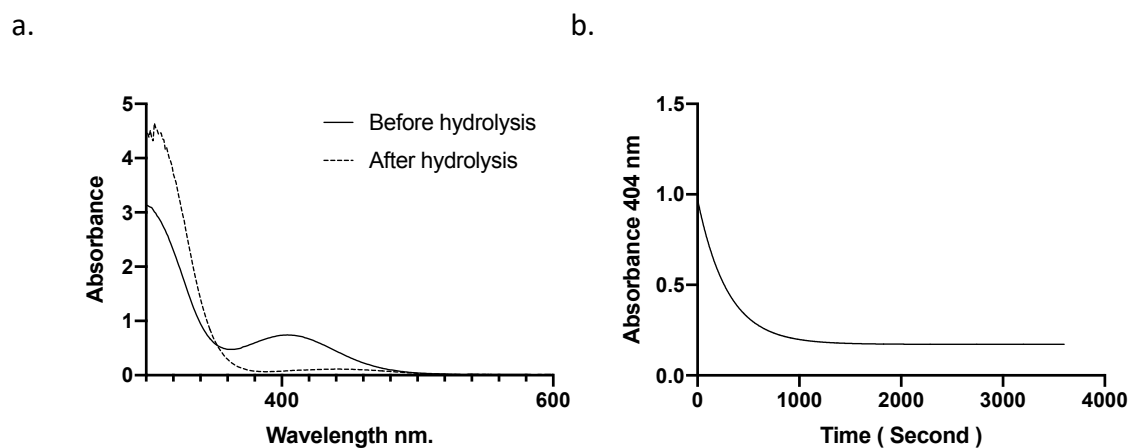 a.
5
4
3
2
1
0
Absorbance
400
600
Wavelength nm.
Before hydrolysis
After hydrolysis
b.
1.5
1.0
0.5
0.0
Absorbance 404 nm
0
1000
2000
3000
4000
Time ( Second )